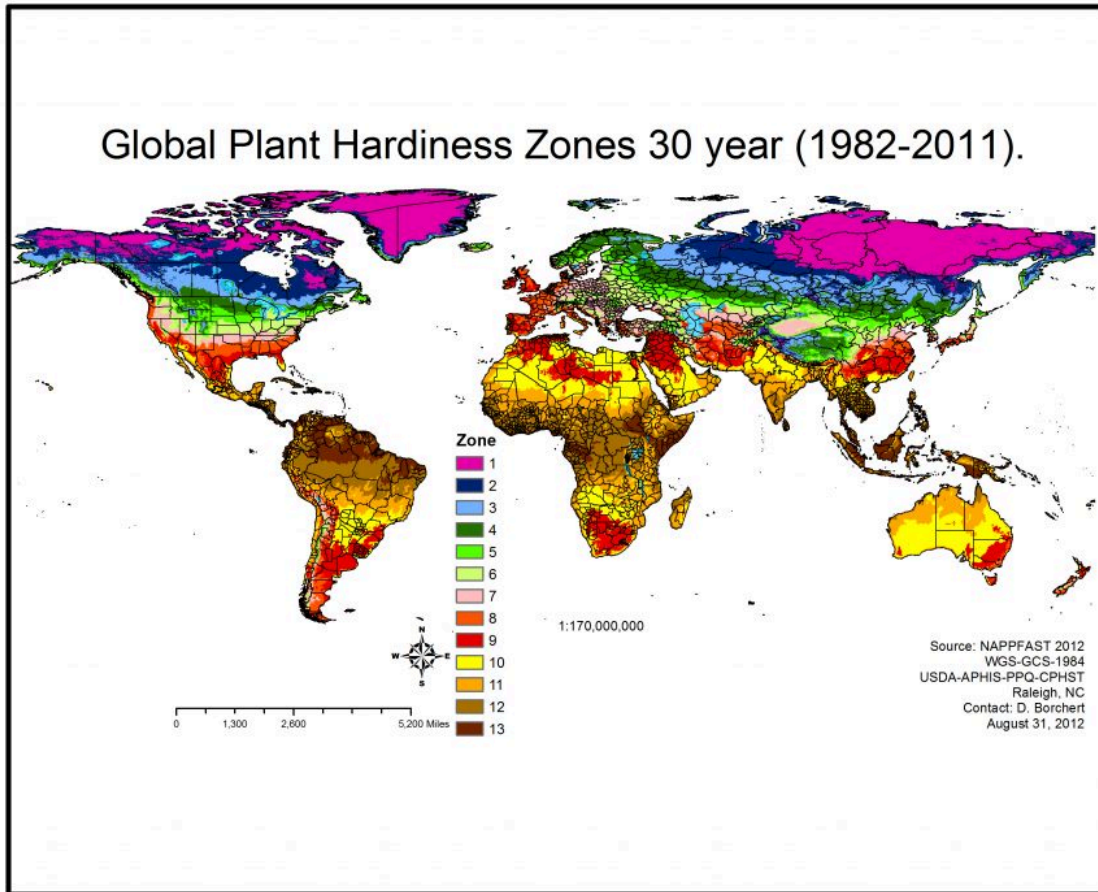 Global Plant Hardiness Zones 30 year (1982-2011).
Zone
1
2
3
4
5
6
7
8
9
10
11
12
13
1:170,000,000
N
W E
S
0 1,300 2,600 5,200 Miles
Source: NAPPFAST 2012
WGS-GCS-1984
USDA-APHIS-PPQ-CPHST
Raleigh, NC
Contact: D. Borchert
August 31, 2012